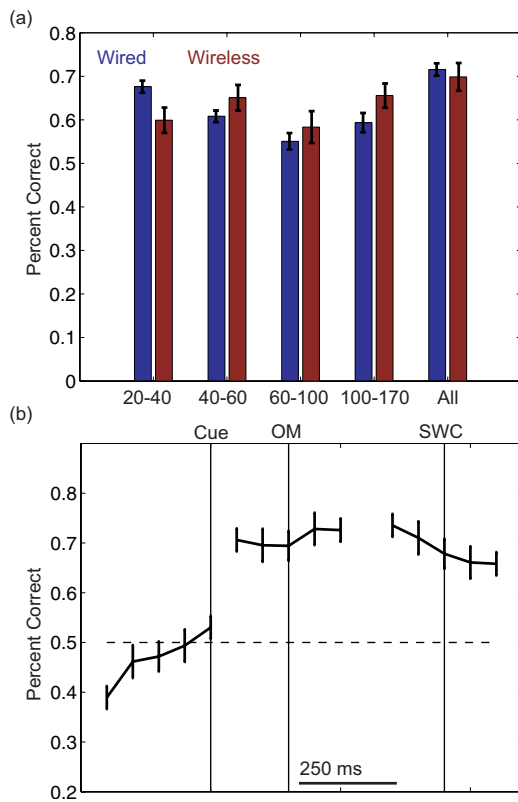 (a)
0.8
Wired Wireless
0.7
0.6
0.5
0.4
0.3
0.2
0.1
0
Percent Correct
20-40 40-60 60-100 100-170 All
(b)
Cue OM SWC
0.8
0.7
0.6
0.5
0.4
0.3
0.2
Percent Correct
250 ms